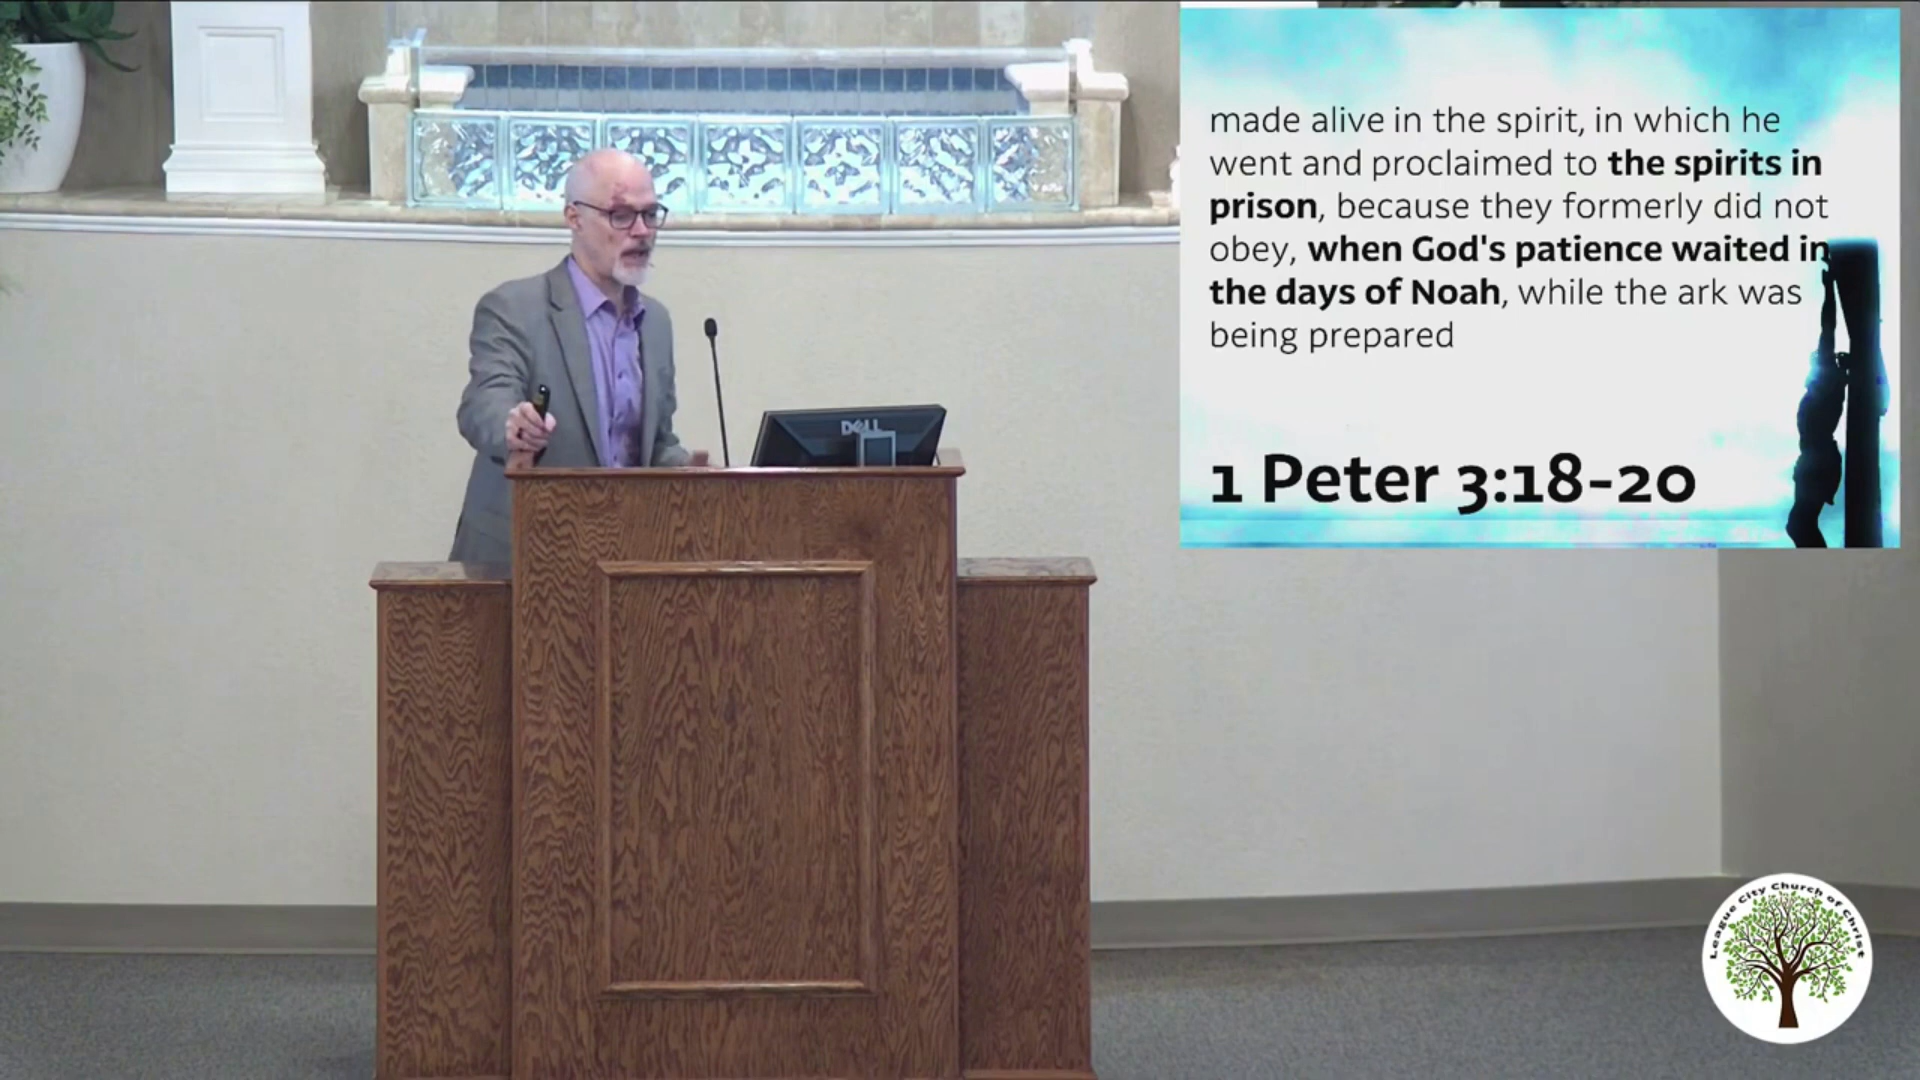 made alive in the spirit, in which he
went and proclaimed to the spirits in
prison, because they formerly did not
obey, when God's patience waited in
the days of Noah, while the ark was
being prepared
1 Peter 3:18-20
DELL
League City Church of Christ